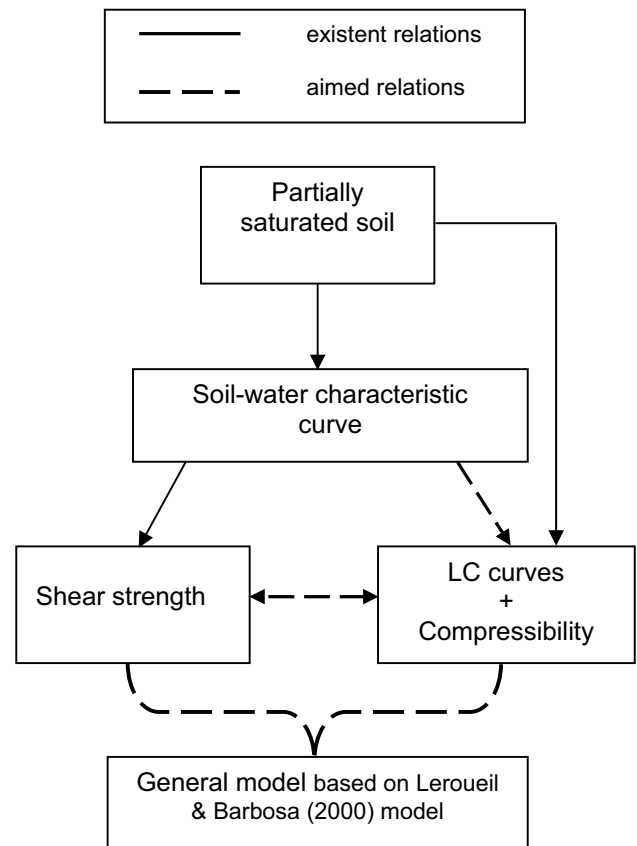 existent relations
aimed relations
Partially
saturated soil
Soil-water characteristic
curve
Shear strength
LC curves
+
Compressibility
General model based on Leroueil
& Barbosa (2000) model